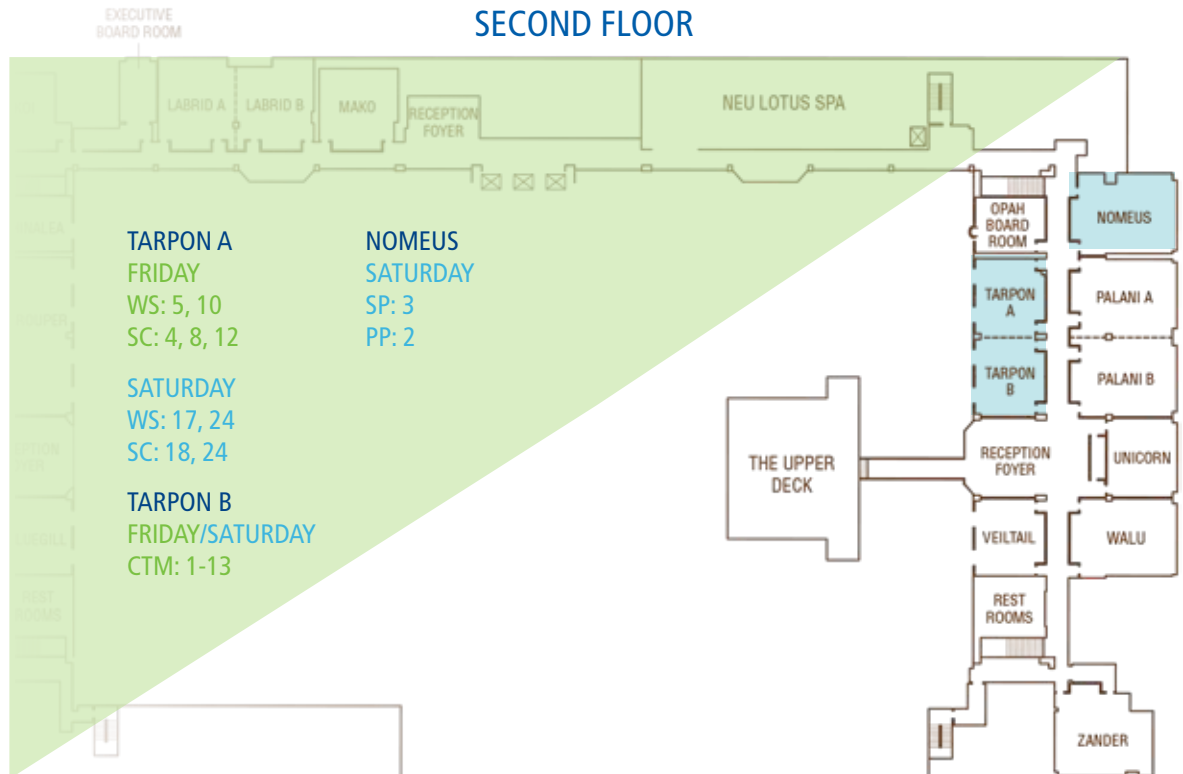 SECOND FLOOR
EXECUTIVE
BOARD ROOM
LABRID A
LABRID B
MAKO
RECEPTION
FOYER
NEU LOTUS SPA
TARPON A
FRIDAY
WS: 5, 10
SC: 4, 8, 12
SATURDAY
WS: 17, 24
SC: 18, 24
TARPON B
FRIDAY/SATURDAY
CTM: 1-13
NOMEUS
SATURDAY
SP: 3
PP: 2
OPAH
BOARD
ROOM
NOMEUS
TARPON
A
PALANI A
TARPON
B
PALANI B
THE UPPER
DECK
RECEPTION
FOYER
UNICORN
VEILTAIL
WALU
REST
ROOMS
REST
ROOMS
ZANDER